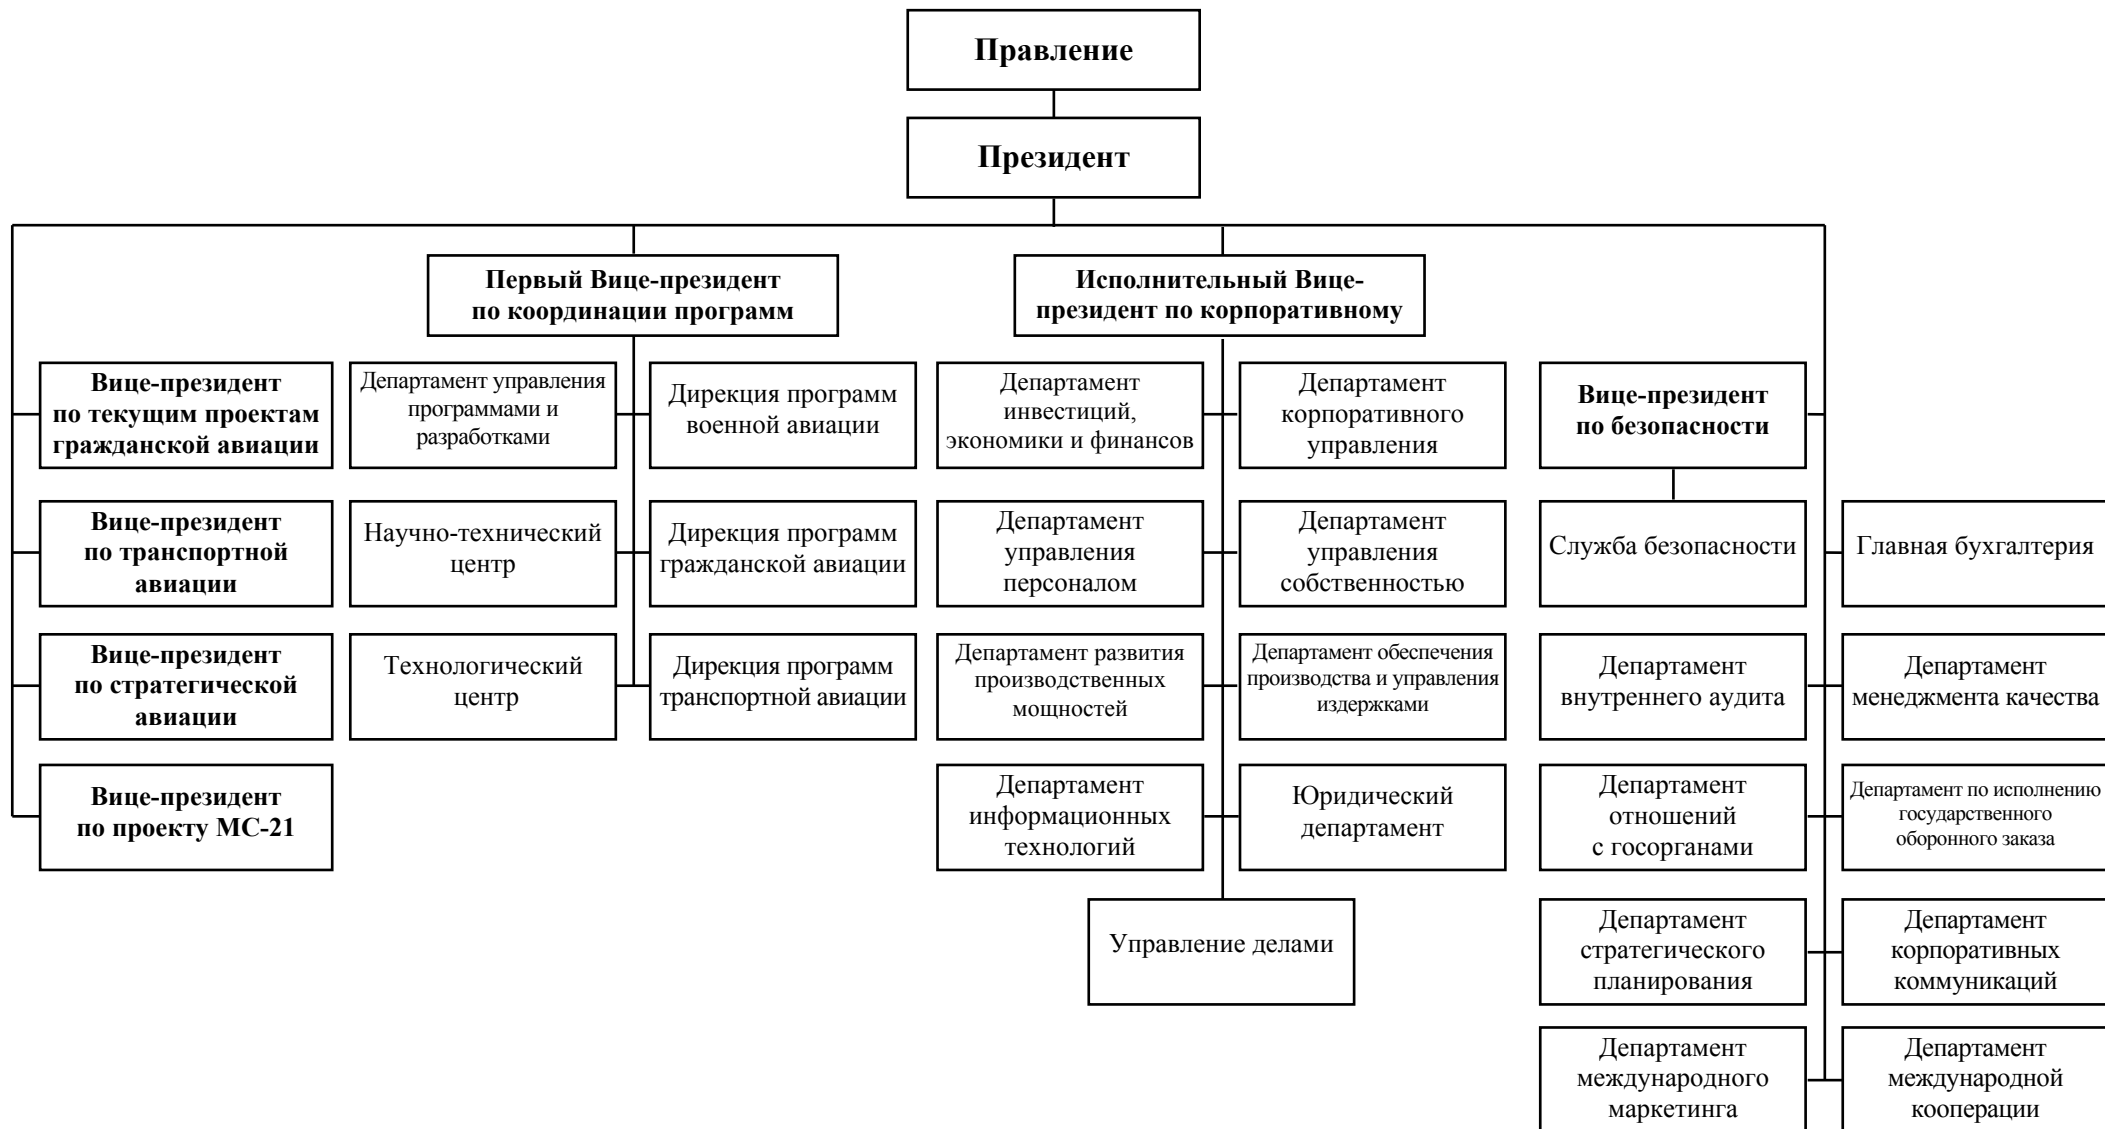 Правление
Президент
Первый Вице-президент
по координации программ
Исполнительный Вице-
президент по корпоративному
Вице-президент
по текущим проектам
гражданской авиации
Департамент управления
программами и
разработками
Дирекция программ
военной авиации
Департамент
инвестиций,
экономики и финансов
Департамент
корпоративного
управления
Вице-президент
по безопасности
Вице-президент
по транспортной
авиации
Научно-технический
центр
Дирекция программ
гражданской авиации
Департамент
управления
персоналом
Департамент
управления
собственностью
Служба безопасности
Главная бухгалтерия
Вице-президент
по стратегической
авиации
Технологический
центр
Дирекция программ
транспортной авиации
Департамент развития
производственных
мощностей
Департамент обеспечения
производства и управления
издержками
Департамент
внутреннего аудита
Департамент
менеджмента качества
Вице-президент
по проекту МС-21
Департамент
информационных
технологий
Юридический
департамент
Департамент
отношений
с госорганами
Департамент по исполнению
государственного
оборонного заказа
Управление делами
Департамент
стратегического
планирования
Департамент
корпоративных
коммуникаций
Департамент
международного
маркетинга
Департамент
международной
кооперации